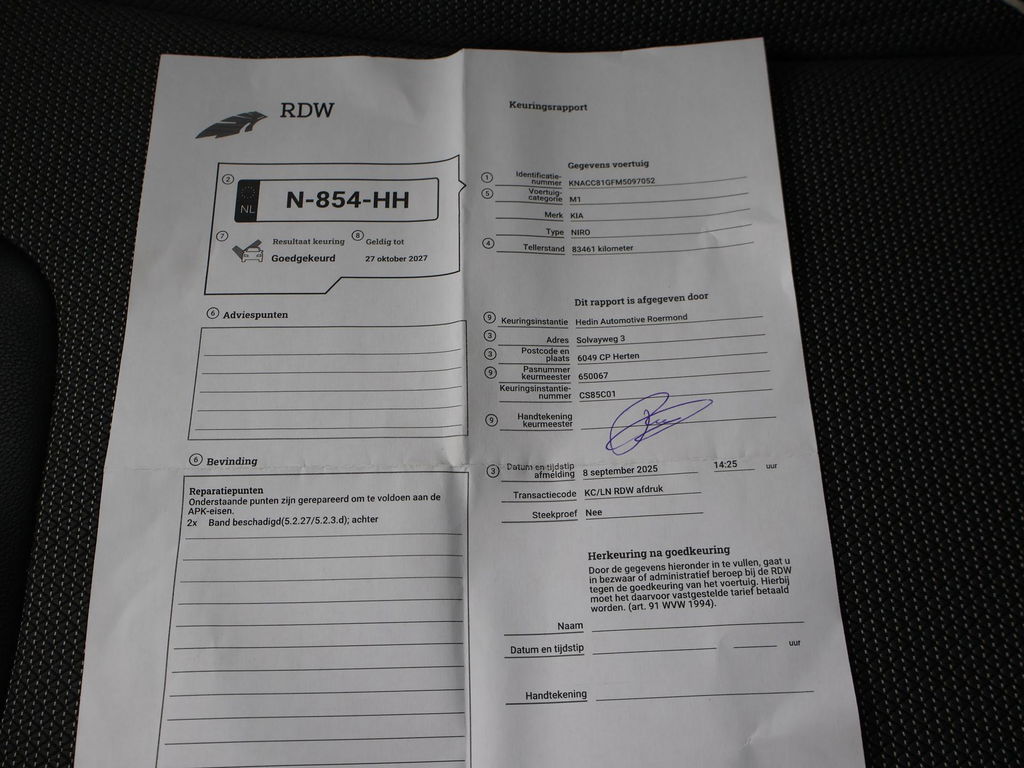 RDW
Keuringsrapport
2
NL
N-854-HH
7
Resultaat keuring
Goedgekeurd
8
Geldig tot
27 oktober 2027
6 Adviespunten
6 Bevinding
Reparatiepunten
Onderstaande punten zijn gerepareerd om te voldoen aan de
APK-eisen.
2x Band beschadigd(5.2.27/5.2.3.d); achter
Gegevens voertuig
1 Identificatie-
nummer KNACC81GFM5097052
5 Voertuig-
categorie M1
Merk KIA
Type NIRO
4 Tellerstand 83461 kilometer
Dit rapport is afgegeven door
9 Keuringsinstantie Hedin Automotive Roermond
3 Adres Solvayweg 3
3 Postcode en
plaats 6049 CP Herten
9 Pasnummer
keurmeester 650067
Keuringsinstantie-
nummer CS85C01
9 Handtekening
keurmeester
3 Datum en tijdstip
afmelding 8 september 2025 14:25 uur
Transactiecode KC/LN RDW afdruk
Steekproef Nee
Herkeuring na goedkeuring
Door de gegevens hieronder in te vullen, gaat u
in bezwaar of administratief beroep bij de RDW
tegen de goedkeuring van het voertuig. Hierbij
moet het daarvoor vastgestelde tarief betaald
worden. (art. 91 WVW 1994).
Naam
Datum en tijdstip uur
Handtekening